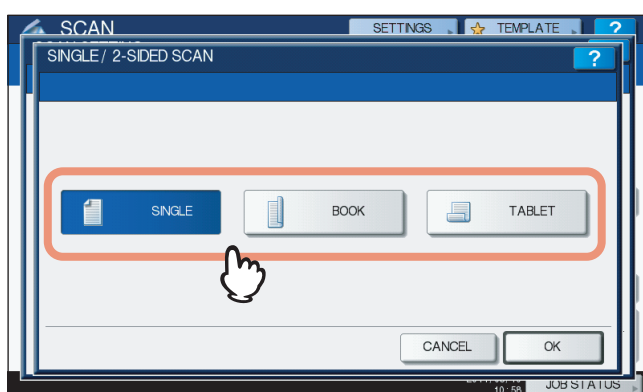 SCAN
SETTINGS
TEMPLATE
?
SINGLE / 2-SIDED SCAN
?
SINGLE
BOOK
TABLET
CANCEL
OK
10:58
JOB STATUS